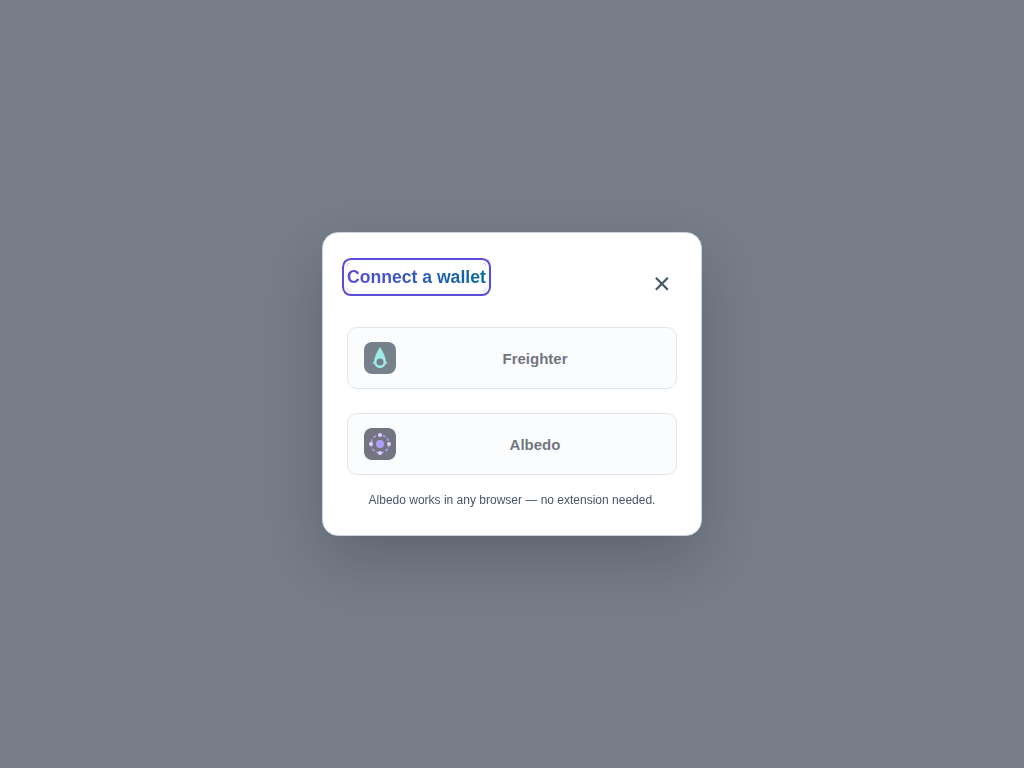 Connect a wallet
Freighter
Albedo
Albedo works in any browser — no extension needed.